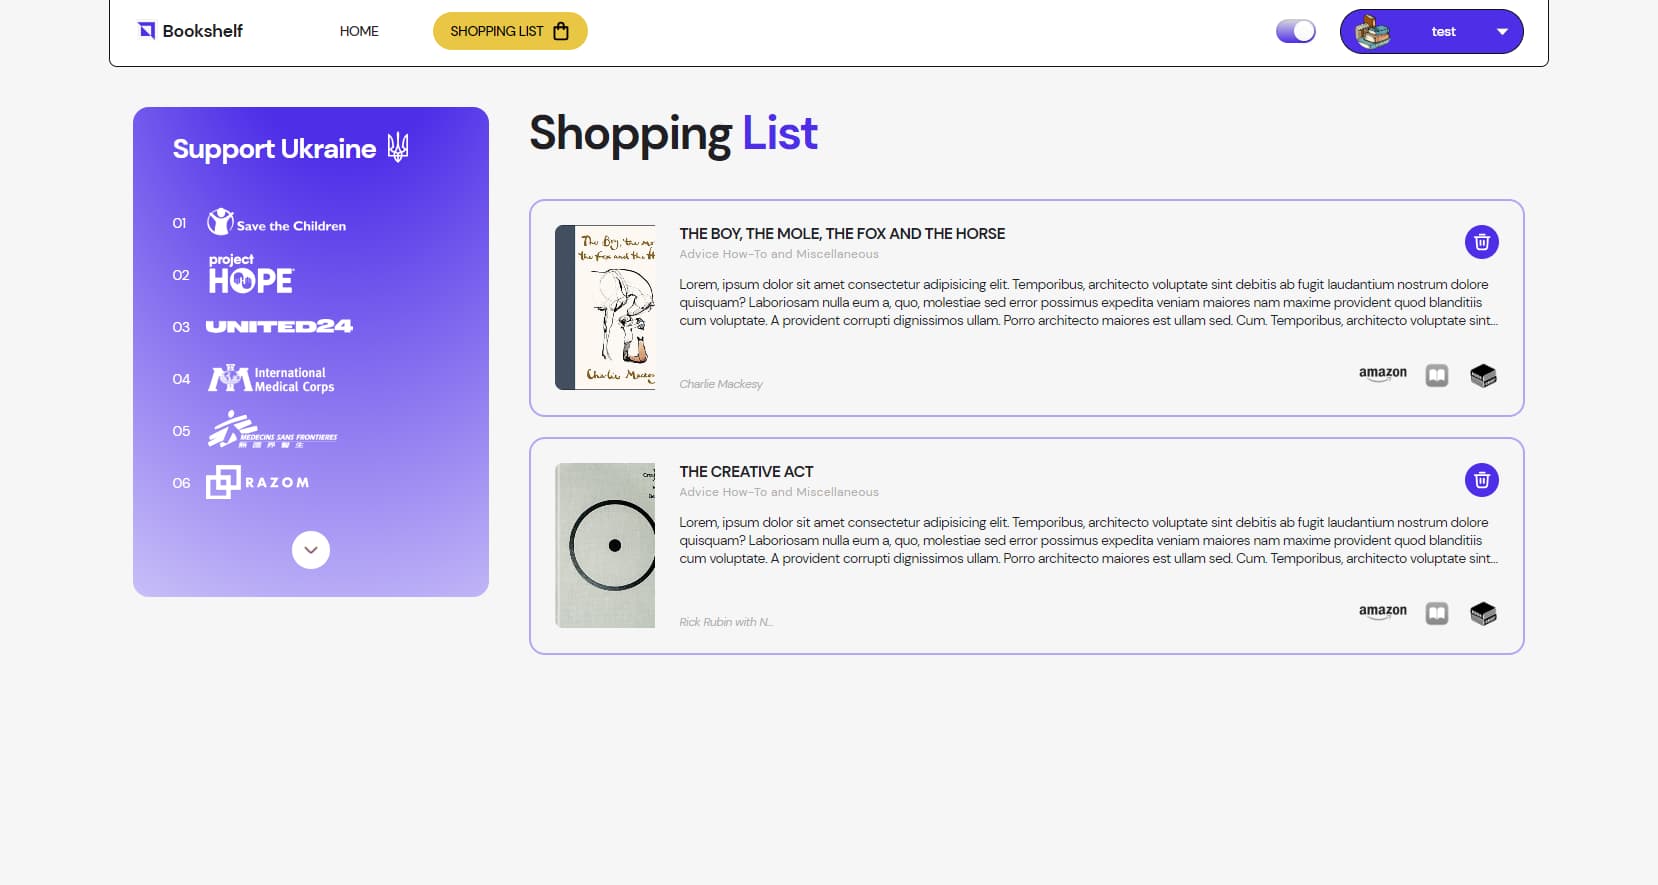 Bookshelf
HOME
SHOPPING LIST
test
Support Ukraine
01 Save the Children
02 project HOPE
03 UNITED24
04 International Medical Corps
05 MEDECINS SANS FRONTIERES
無國界醫生
06 RAZOM
Shopping List
THE BOY, THE MOLE, THE FOX AND THE HORSE
Advice How-To and Miscellaneous
Lorem, ipsum dolor sit amet consectetur adipisicing elit. Temporibus, architecto voluptate sint debitis ab fugit laudantium nostrum dolore
quisquam? Laboriosam nulla eum a, quo, molestiae sed error possimus expedita veniam maiores nam maxime provident quod blanditiis
cum voluptate. A provident corrupti dignissimos ullam. Porro architecto maiores est ullam sed. Cum. Temporibus, architecto voluptate sint...
Charlie Mackesy
amazon
The Boy, the mo
the fox and the H
Charlie Mackes
THE CREATIVE ACT
Advice How-To and Miscellaneous
Lorem, ipsum dolor sit amet consectetur adipisicing elit. Temporibus, architecto voluptate sint debitis ab fugit laudantium nostrum dolore
quisquam? Laboriosam nulla eum a, quo, molestiae sed error possimus expedita veniam maiores nam maxime provident quod blanditiis
cum voluptate. A provident corrupti dignissimos ullam. Porro architecto maiores est ullam sed. Cum. Temporibus, architecto voluptate sint...
Rick Rubin with N...
amazon